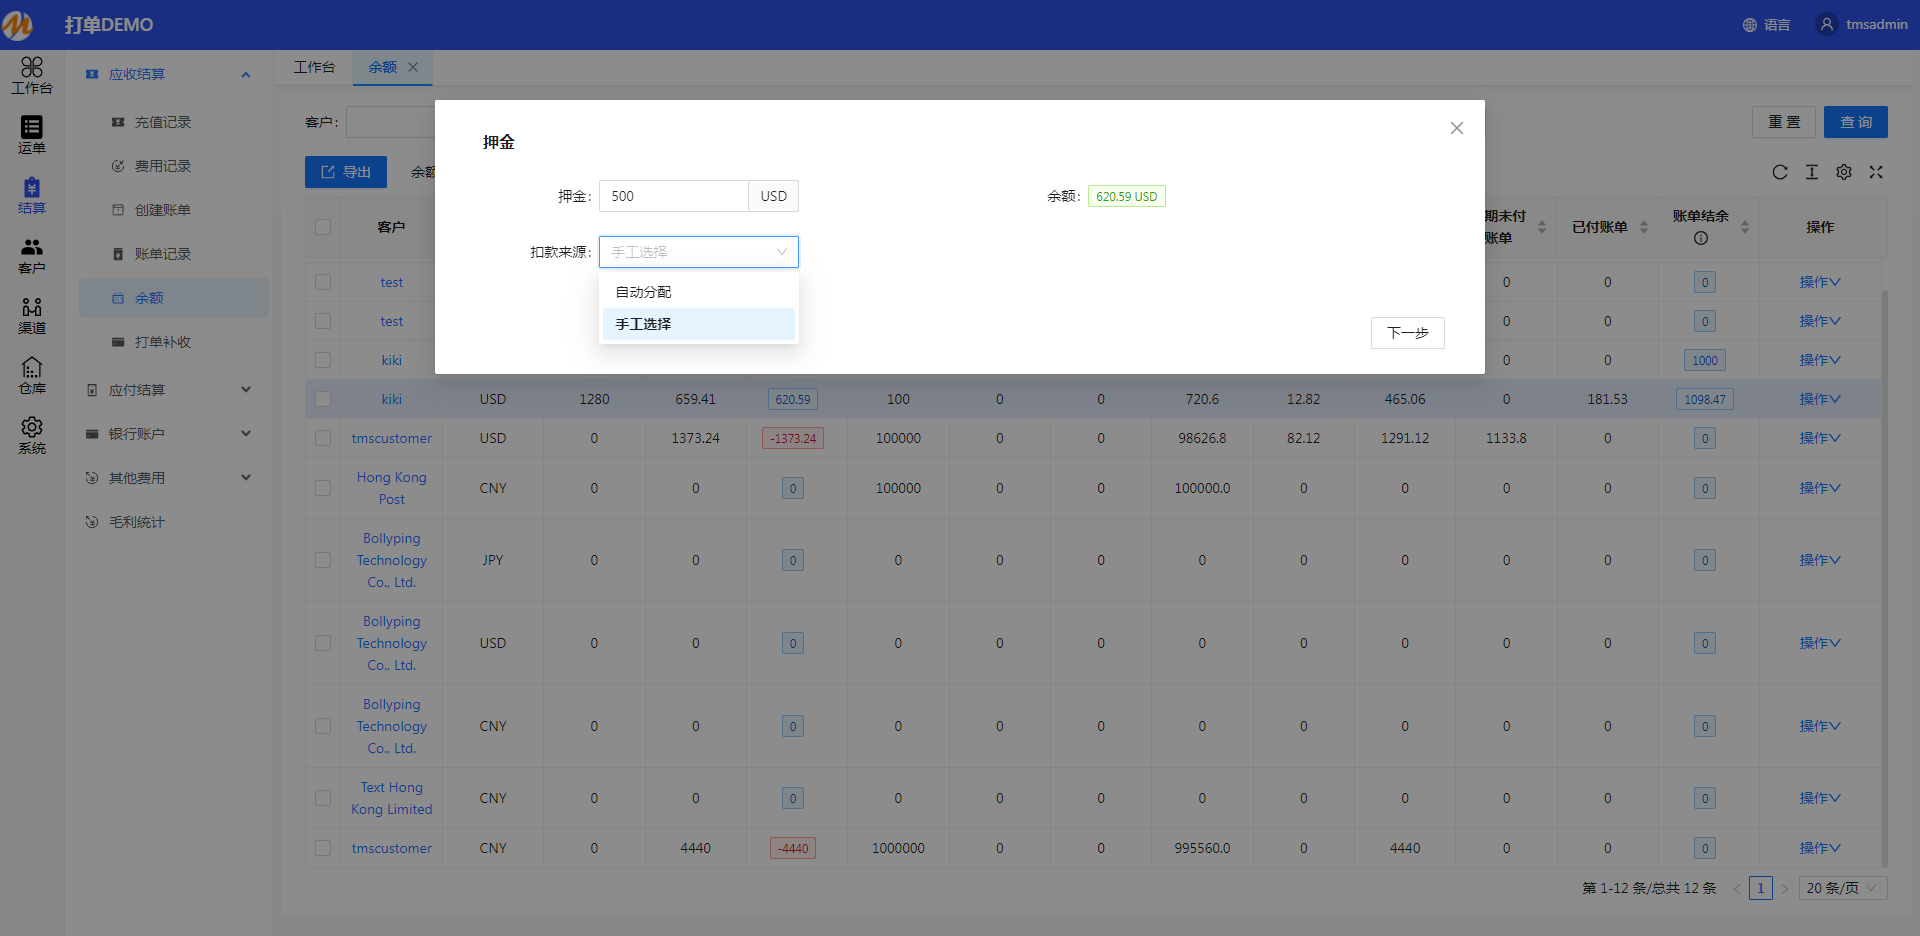 打单DEMO
语言
tmsadmin
工作台
运单
结算
客户
渠道
仓库
系统
应收结算
充值记录
费用记录
创建账单
账单记录
余额
打单补收
应付结算
银行账户
其他费用
毛利统计
工作台
余额
客户：
重 置
查 询
导出
余额
押金
押金：
500
USD
余额：
620.59 USD
扣款来源：
手工选择
自动分配
手工选择
下一步
客户
期未付
账单
已付账单
账单结余
操作
test 0 0 0 操作
test 0 0 0 操作
kiki 0 0 1000 操作
kiki USD 1280 659.41 620.59 100 0 0 720.6 12.82 465.06 0 181.53 1098.47 操作
tmscustomer USD 0 1373.24 -1373.24 100000 0 0 98626.8 82.12 1291.12 1133.8 0 0 操作
Hong Kong
Post
CNY 0 0 0 100000 0 0 100000.0 0 0 0 0 0 操作
Bollyping
Technology
Co., Ltd.
JPY 0 0 0 0 0 0 0 0 0 0 0 0 操作
Bollyping
Technology
Co., Ltd.
USD 0 0 0 0 0 0 0 0 0 0 0 0 操作
Bollyping
Technology
Co., Ltd.
CNY 0 0 0 0 0 0 0 0 0 0 0 0 操作
Text Hong
Kong Limited
CNY 0 0 0 0 0 0 0 0 0 0 0 0 操作
tmscustomer CNY 0 4440 -4440 1000000 0 0 995560.0 0 4440 0 0 0 操作
第 1-12 条/总共 12 条
1
20 条/页